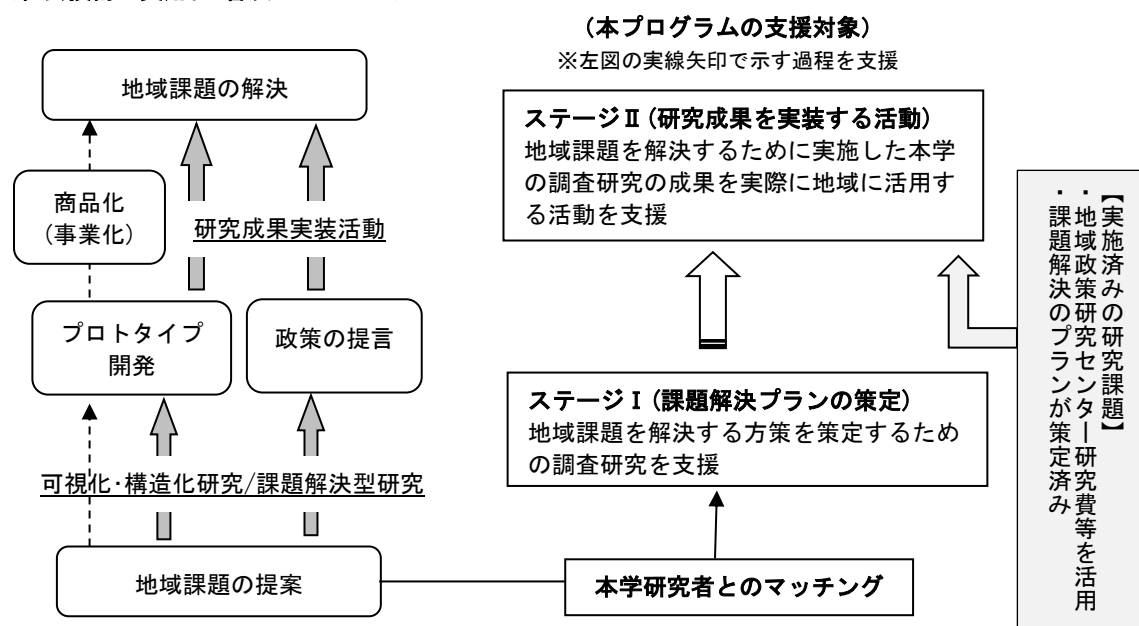 (本プログラムの支援対象)
※左図の実線矢印で示す過程を支援
地域課題の解決
商品化
(事業化)
研究成果実装活動
プロトタイプ
開発
政策の提言
可視化・構造化研究/課題解決型研究
地域課題の提案
ステージⅡ(研究成果を実装する活動)
地域課題を解決するために実施した本学
の調査研究の成果を実際に地域に活用す
る活動を支援
ステージⅠ(課題解決プランの策定)
地域課題を解決する方策を策定するため
の調査研究を支援
本学研究者とのマッチング
【実施済みの研究課題】
・地域政策研究センター研究費等を活用
・課題解決のプランが策定済み